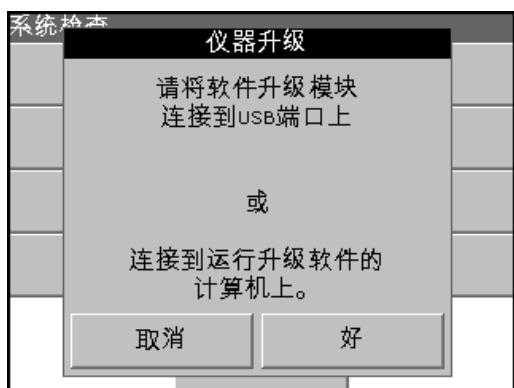 系统检查
仪器升级
请将软件升级模块
连接到USB端口上
或
连接到运行升级软件的
计算机上。
取消
好